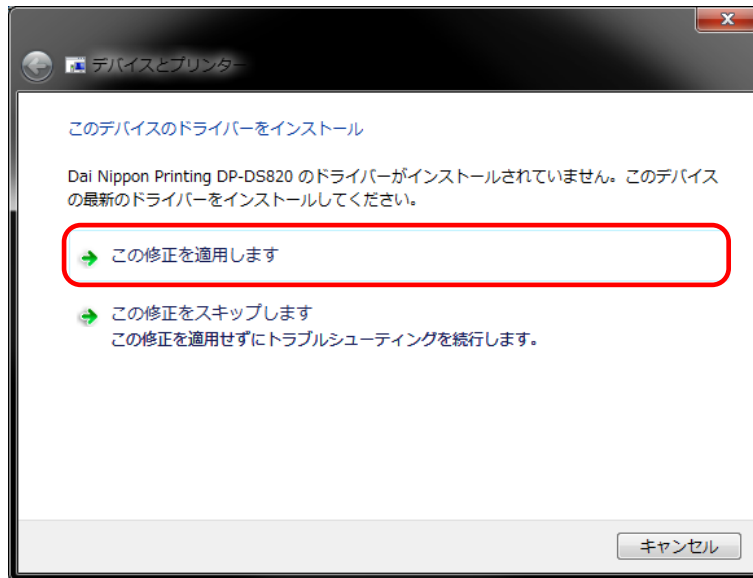 デバイスとプリンター
このデバイスのドライバーをインストール
Dai Nippon Printing DP-DS820 のドライバーがインストールされていません。このデバイス
の最新のドライバーをインストールしてください。
この修正を適用します
この修正をスキップします
この修正を適用せずにトラブルシューティングを続行します。
キャンセル